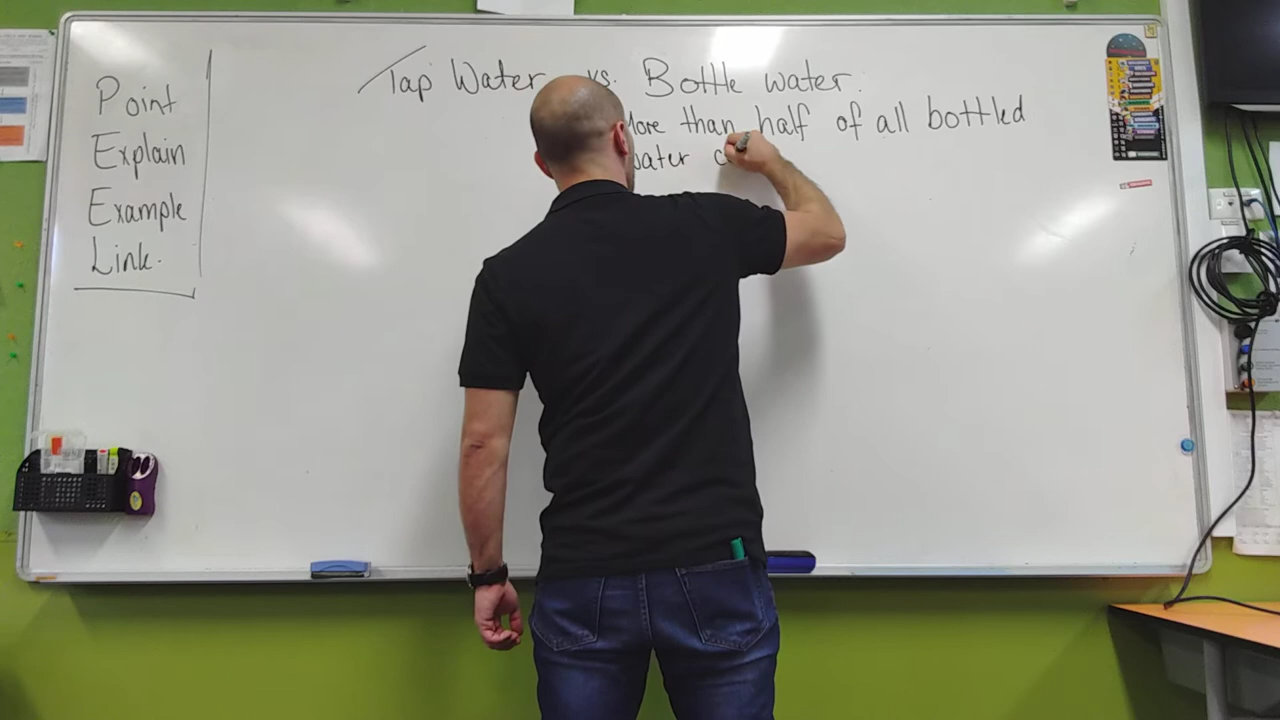 Point
Explain
Example
Link.
Tap Water vs. Bottle water.
More than half of all bottled
water